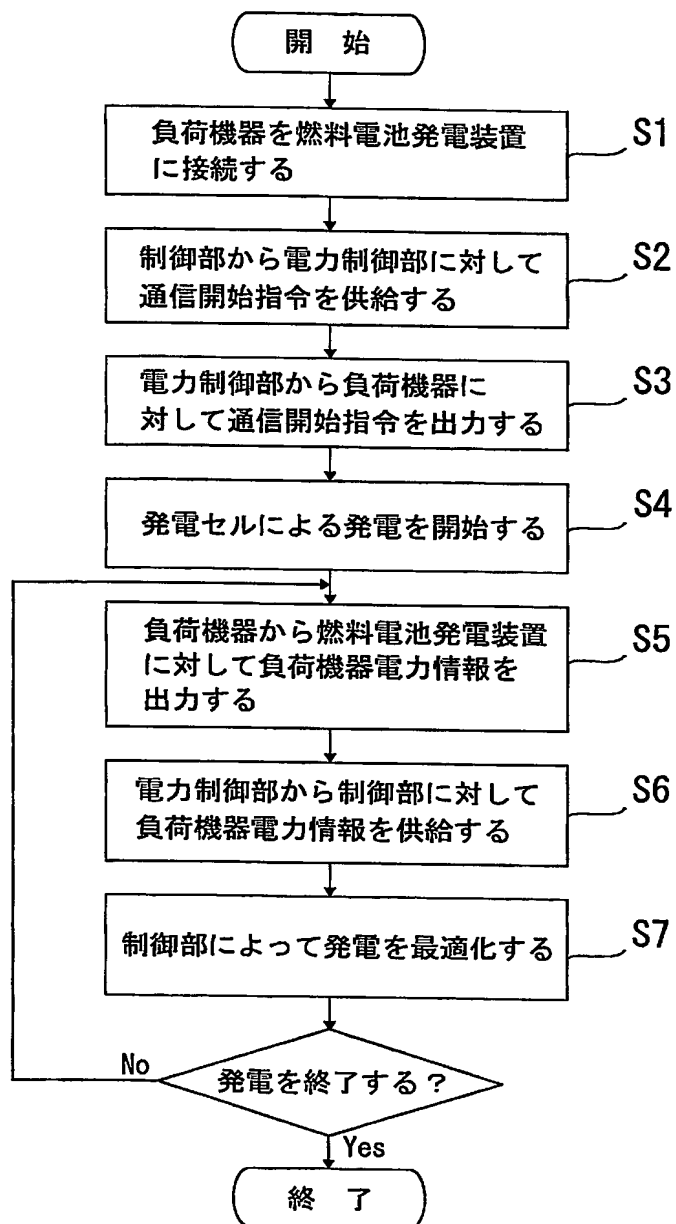 開 始
負荷機器を燃料電池発電装置
に接続する
S1
制御部から電力制御部に対して
通信開始指令を供給する
S2
電力制御部から負荷機器に
対して通信開始指令を出力する
S3
発電セルによる発電を開始する
S4
負荷機器から燃料電池発電装置
に対して負荷機器電力情報を
出力する
S5
電力制御部から制御部に対して
負荷機器電力情報を供給する
S6
制御部によって発電を最適化する
S7
発電を終了する？
No
Yes
終 了